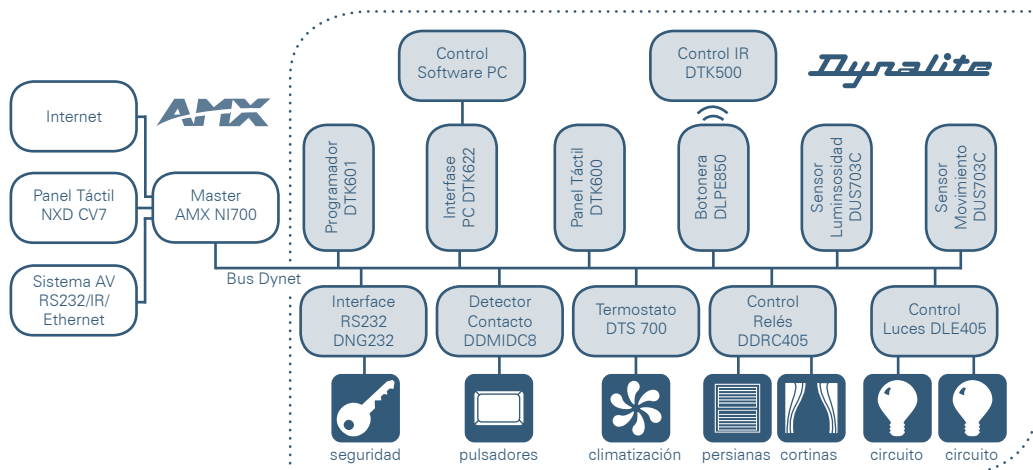 Control
Software PC
Control IR
DTK500
Dynalite
Internet
AMX
Panel Táctil
NXD CV7
Master
AMX NI700
Sistema AV
RS232/IR/
Ethernet
Programador
DTK601
Interfase
PC DTK622
Panel Táctil
DTK600
Botonera
DLPE850
Sensor
Luminsosidad
DUS703C
Sensor
Movimiento
DUS703C
Bus Dynet
Interface
RS232
DNG232
Detector
Contacto
DDMIDC8
Termostato
DTS 700
Control
Relés
DDRC405
Control
Luces DLE405
seguridad
pulsadores
climatización
persianas
cortinas
circuito
circuito